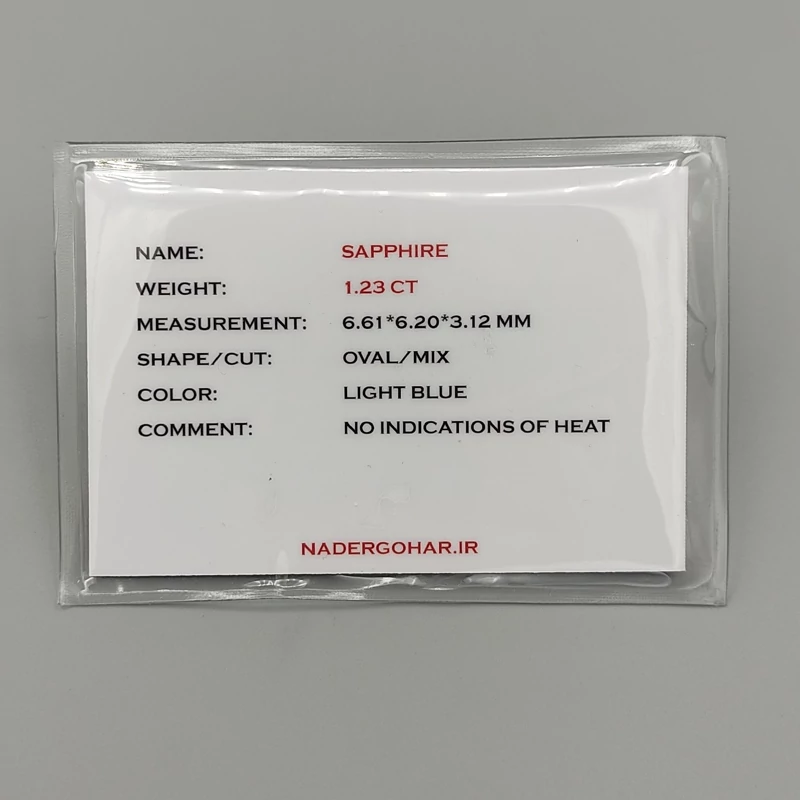 NAME: SAPPHIRE
WEIGHT: 1.23 CT
MEASUREMENT: 6.61*6.20*3.12 MM
SHAPE/CUT: OVAL/MIX
COLOR: LIGHT BLUE
COMMENT: NO INDICATIONS OF HEAT
NADERGOHAR.IR